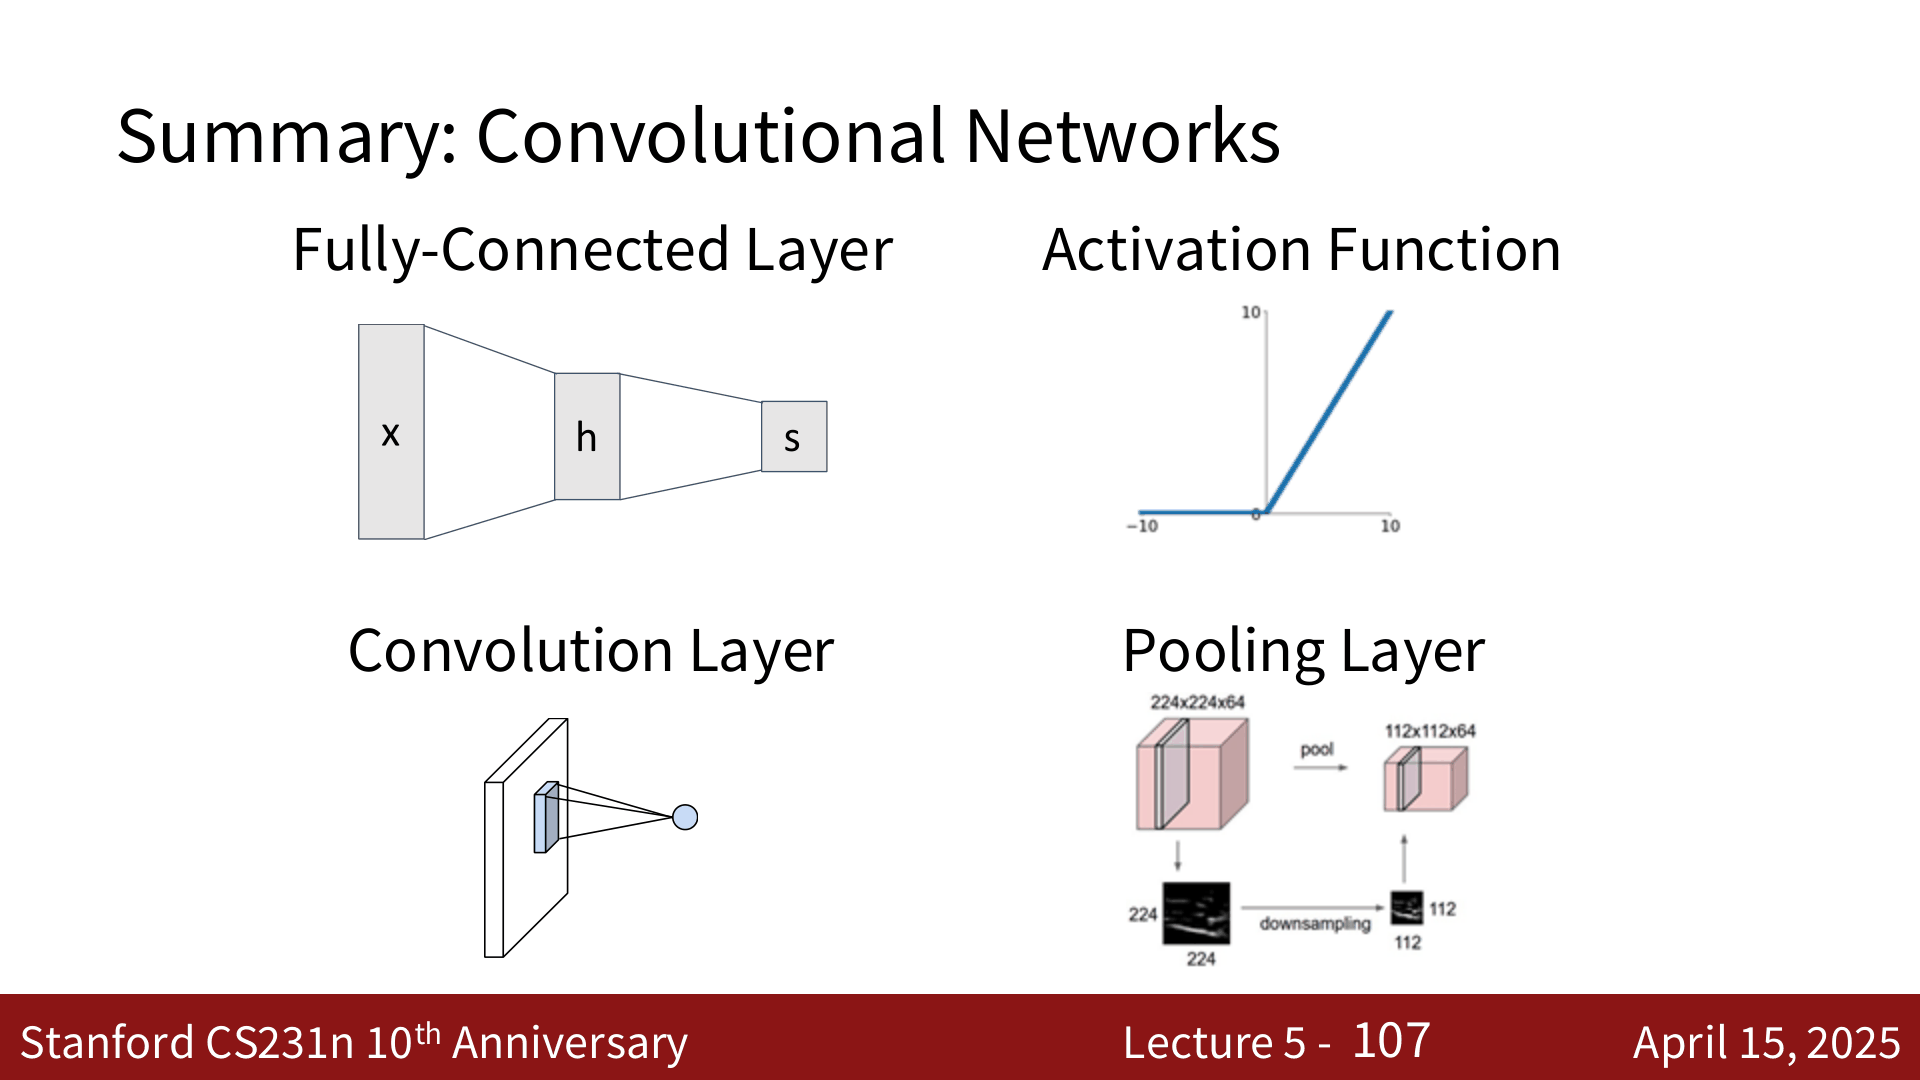 Summary: Convolutional Networks
Fully-Connected Layer
Activation Function
x
h
s
10
0
−10
10
Convolution Layer
Pooling Layer
224x224x64
112x112x64
pool
224
224
downsampling
112
112
Stanford CS231n 10th Anniversary
Lecture 5 - 107
April 15, 2025